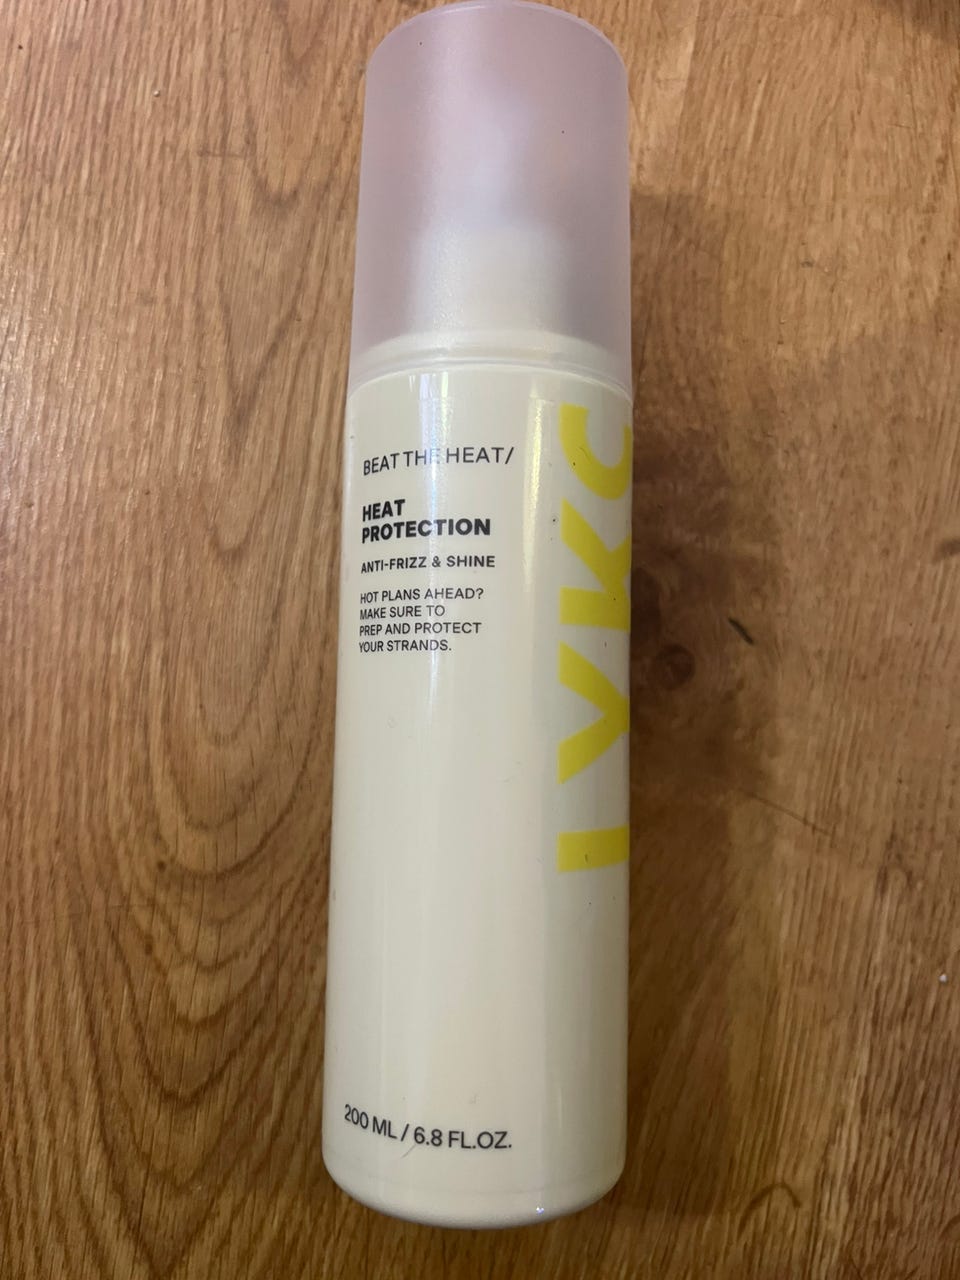 BEAT THE HEAT/
HEAT
PROTECTION
ANTI-FRIZZ & SHINE
HOT PLANS AHEAD?
MAKE SURE TO
PREP AND PROTECT
YOUR STRANDS.
LYKO
200 ML / 6.8 FL.OZ.